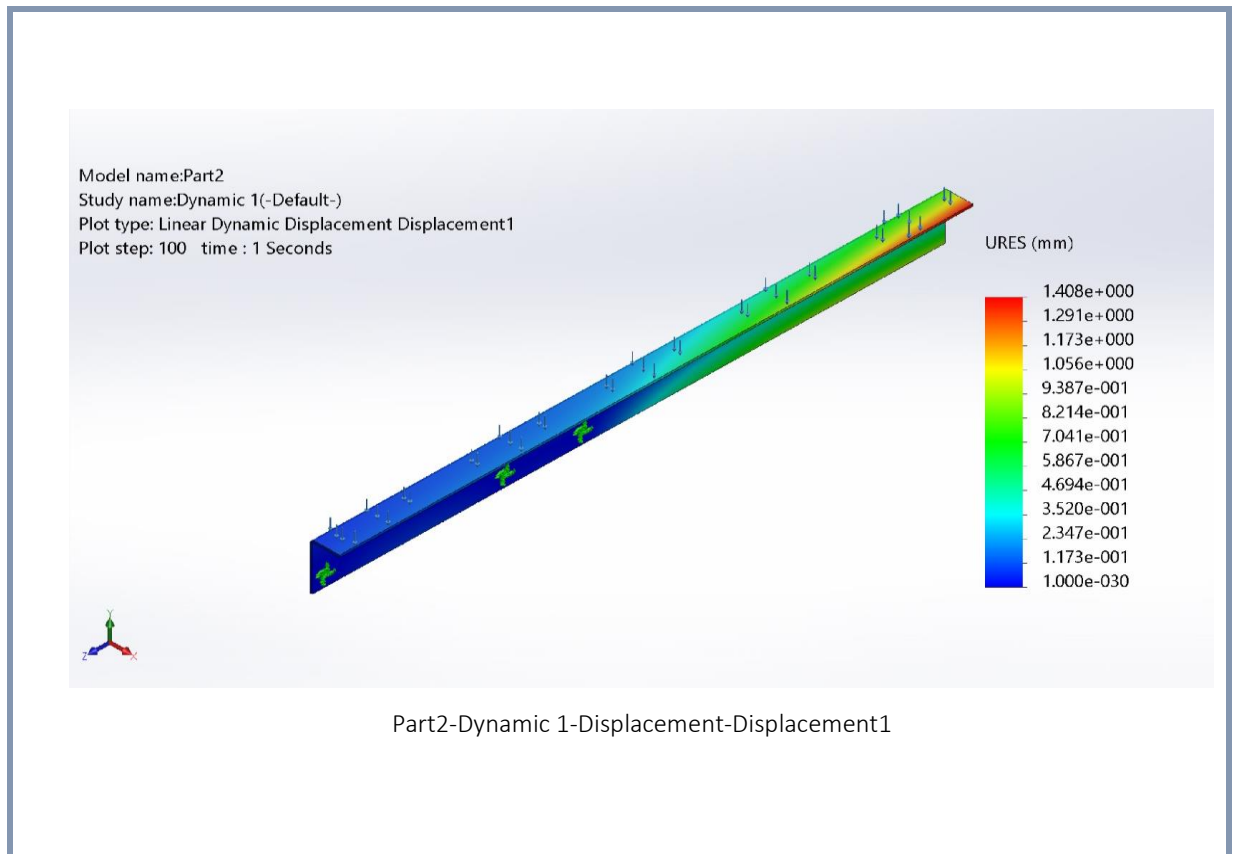 Model name:Part2
Study name:Dynamic 1(-Default-)
Plot type: Linear Dynamic Displacement Displacement1
Plot step: 100 time : 1 Seconds
URES (mm)
1.408e+000
1.291e+000
1.173e+000
1.056e+000
9.387e-001
8.214e-001
7.041e-001
5.867e-001
4.694e-001
3.520e-001
2.347e-001
1.173e-001
1.000e-030
Y
Z
X
Part2-Dynamic 1-Displacement-Displacement1